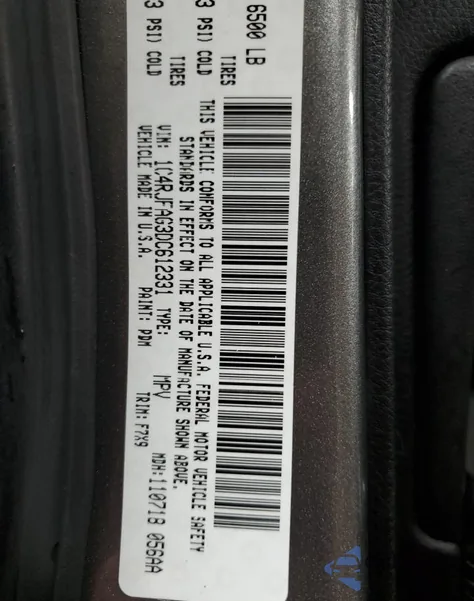 6500 LB
TIRES
3 PSI) COLD
TIRES
3 PSI) COLD
THIS VEHICLE CONFORMS TO ALL APPLICABLE U.S.A. FEDERAL MOTOR VEHICLE SAFETY
STANDARDS IN EFFECT ON THE DATE OF MANUFACTURE SHOWN ABOVE.
VIN: 1C4RJFAG3DC612331 TYPE: MPV MDH: 110718 056AA
VEHICLE MADE IN U.S.A. PAINT: PDM TRIM: F7X9